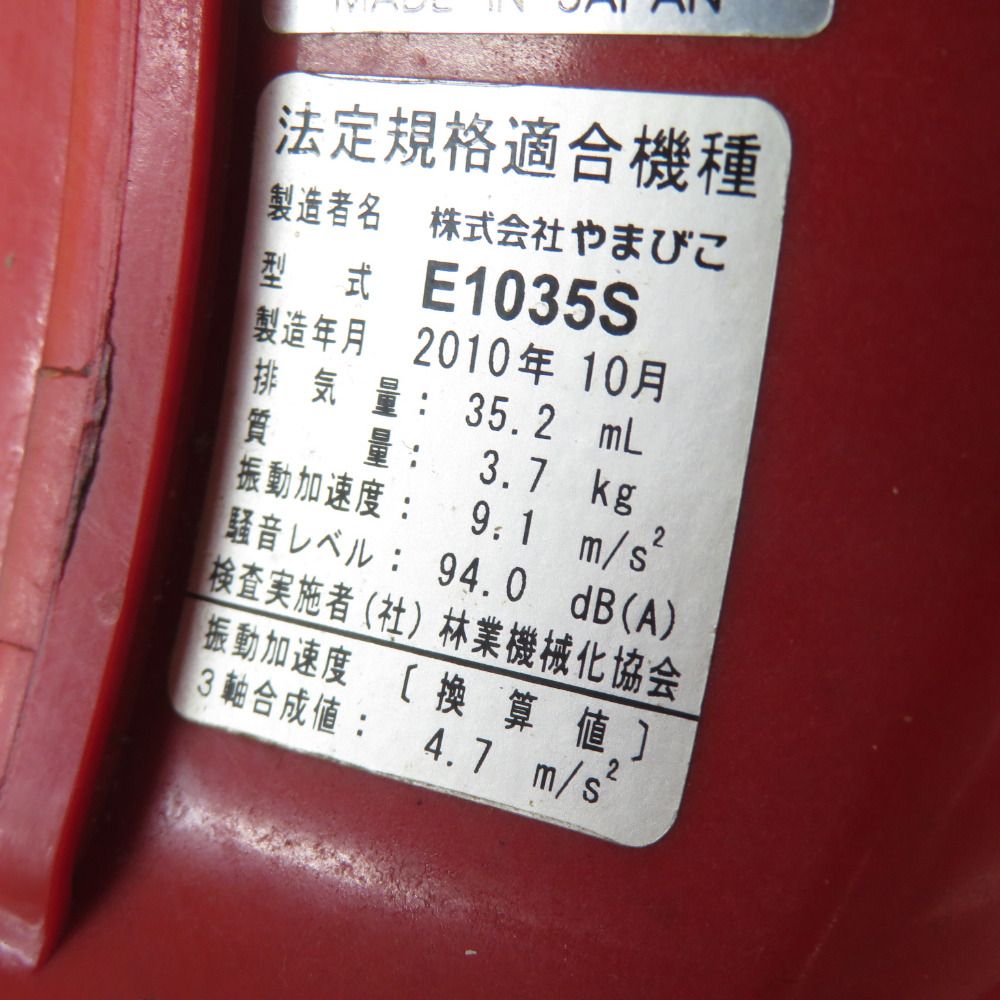 MADE IN JAPAN
法定規格適合機種
製造者名 株式会社やまびこ
型式 E1035S
製造年月 2010年10月
排気量: 35.2 mL
質量: 3.7 kg
振動加速度: 9.1 m/s²
騒音レベル: 94.0 dB(A)
検査実施者(社)林業機械化協会
振動加速度 [換算値]
3軸合成値: 4.7 m/s²